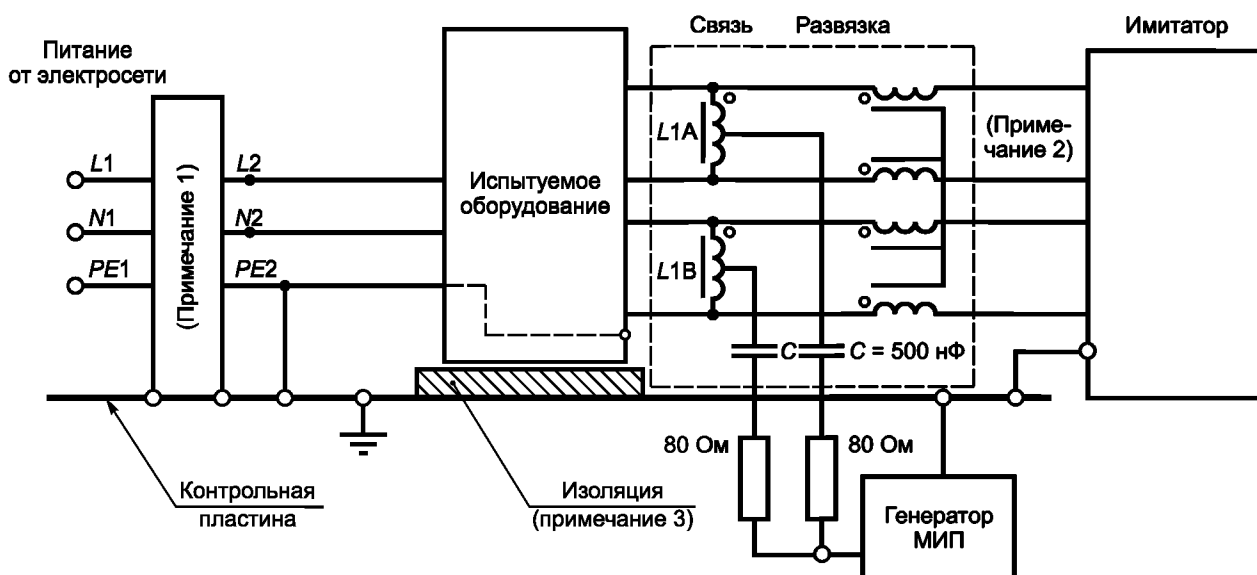 Связь
Развязка
Имитатор
Питание
от электросети
L1
N1
PE1
(Примечание 1)
L2
N2
PE2
Испытуемое
оборудование
L1A
L1B
(Приме-
чание 2)
C
C = 500 нФ
80 Ом
80 Ом
Контрольная
пластина
Изоляция
(примечание 3)
Генератор
МИП